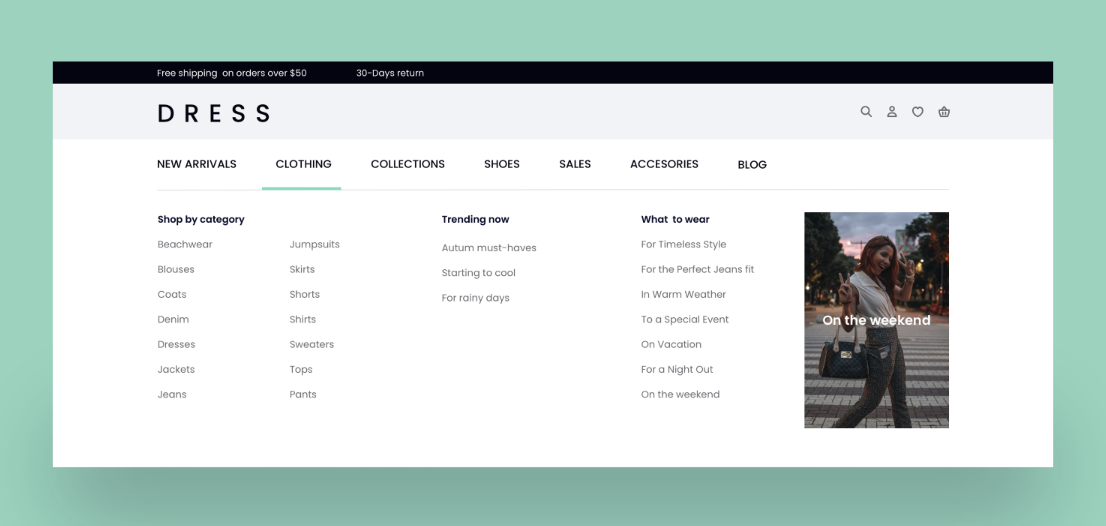 Free shipping on orders over $50
30-Days return
DRESS
NEW ARRIVALS
CLOTHING
COLLECTIONS
SHOES
SALES
ACCESORIES
BLOG
Shop by category
Beachwear
Blouses
Coats
Denim
Dresses
Jackets
Jeans
Jumpsuits
Skirts
Shorts
Shirts
Sweaters
Tops
Pants
Trending now
Autum must-haves
Starting to cool
For rainy days
What to wear
For Timeless Style
For the Perfect Jeans fit
In Warm Weather
To a Special Event
On Vacation
For a Night Out
On the weekend
On the weekend